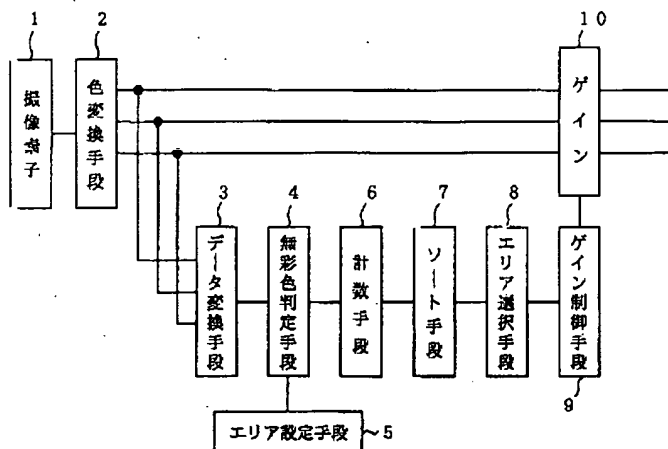 1
2
10
撮像素子
色変換手段
ゲイン
3
4
6
7
8
データ変換手段
無彩色判定手段
計数手段
ソート手段
エリア選択手段
ゲイン制御手段
9
エリア設定手段
5